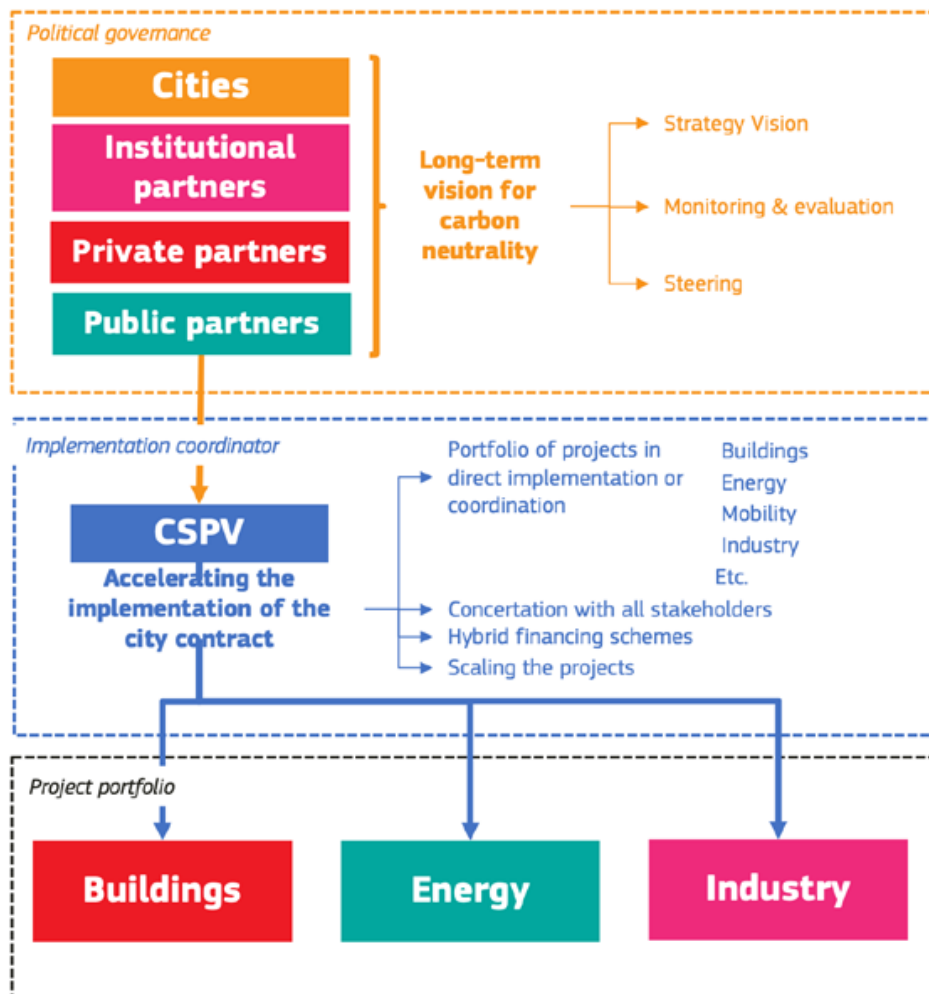 Political governance
Cities
Institutional
partners
Private partners
Public partners
Long-term
vision for
carbon
neutrality
Strategy Vision
Monitoring & evaluation
Steering
Implementation coordinator
CSPV
Accelerating the
implementation of the
city contract
Portfolio of projects in
direct implementation or
coordination
Buildings
Energy
Mobility
Industry
Etc.
Concertation with all stakeholders
Hybrid financing schemes
Scaling the projects
Project portfolio
Buildings
Energy
Industry